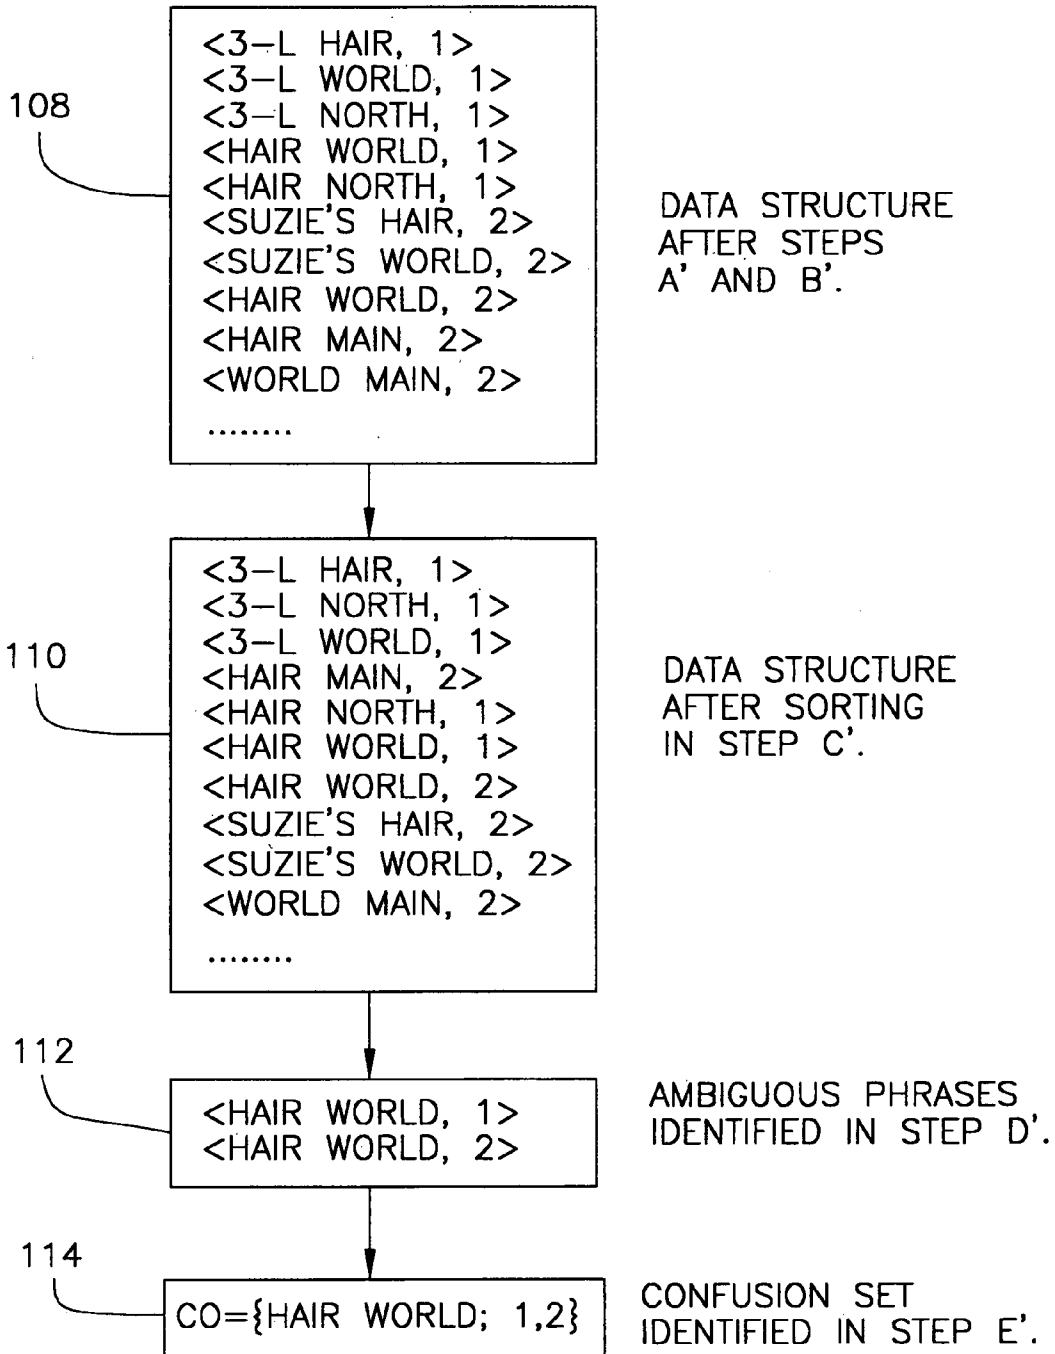 108
<3-L HAIR, 1>
<3-L WORLD, 1>
<3-L NORTH, 1>
<HAIR WORLD, 1>
<HAIR NORTH, 1>
<SUZIE'S HAIR, 2>
<SUZIE'S WORLD, 2>
<HAIR WORLD, 2>
<HAIR MAIN, 2>
<WORLD MAIN, 2>
........
DATA STRUCTURE
AFTER STEPS
A' AND B'.
110
<3-L HAIR, 1>
<3-L NORTH, 1>
<3-L WORLD, 1>
<HAIR MAIN, 2>
<HAIR NORTH, 1>
<HAIR WORLD, 1>
<HAIR WORLD, 2>
<SUZIE'S HAIR, 2>
<SUZIE'S WORLD, 2>
<WORLD MAIN, 2>
........
DATA STRUCTURE
AFTER SORTING
IN STEP C'.
112
<HAIR WORLD, 1>
<HAIR WORLD, 2>
AMBIGUOUS PHRASES
IDENTIFIED IN STEP D'.
114
CO={HAIR WORLD; 1,2}
CONFUSION SET
IDENTIFIED IN STEP E'.